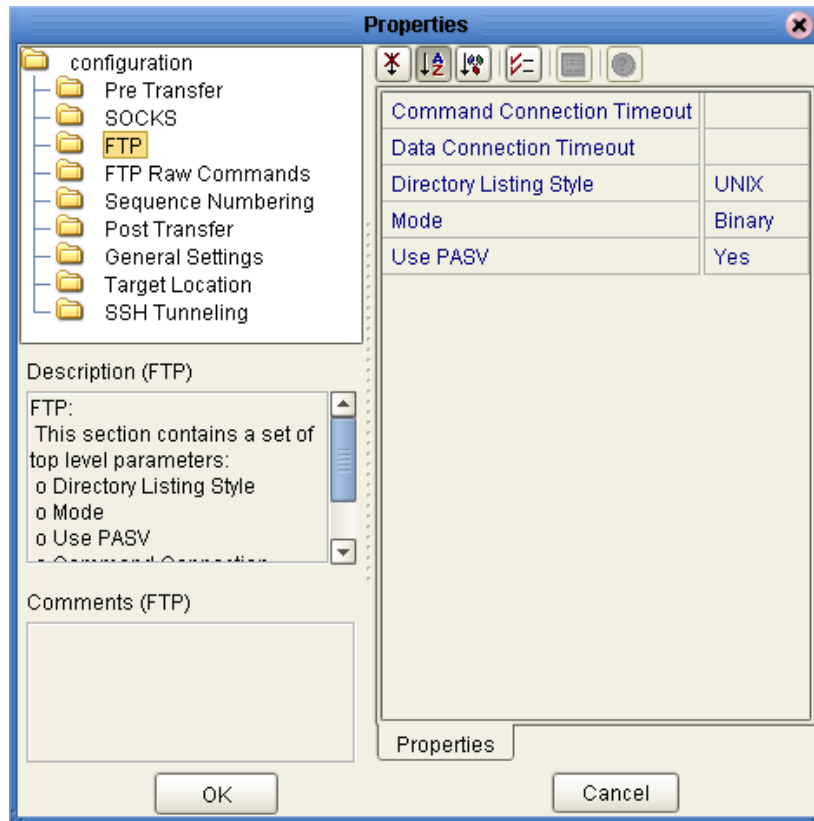 Properties
configuration
Pre Transfer
SOCKS
FTP
FTP Raw Commands
Sequence Numbering
Post Transfer
General Settings
Target Location
SSH Tunneling
Description (FTP)
FTP:
This section contains a set of
top level parameters:
o Directory Listing Style
o Mode
o Use PASV
Comments (FTP)
Command Connection Timeout
Data Connection Timeout
Directory Listing Style UNIX
Mode Binary
Use PASV Yes
Properties
OK
Cancel